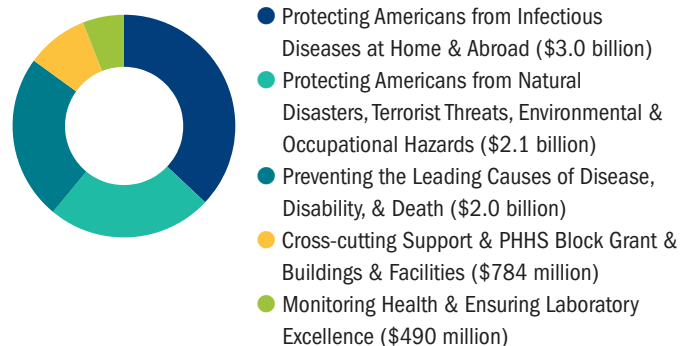 Protecting Americans from Infectious
Diseases at Home & Abroad ($3.0 billion)
Protecting Americans from Natural
Disasters, Terrorist Threats, Environmental &
Occupational Hazards ($2.1 billion)
Preventing the Leading Causes of Disease,
Disability, & Death ($2.0 billion)
Cross-cutting Support & PHHS Block Grant &
Buildings & Facilities ($784 million)
Monitoring Health & Ensuring Laboratory
Excellence ($490 million)